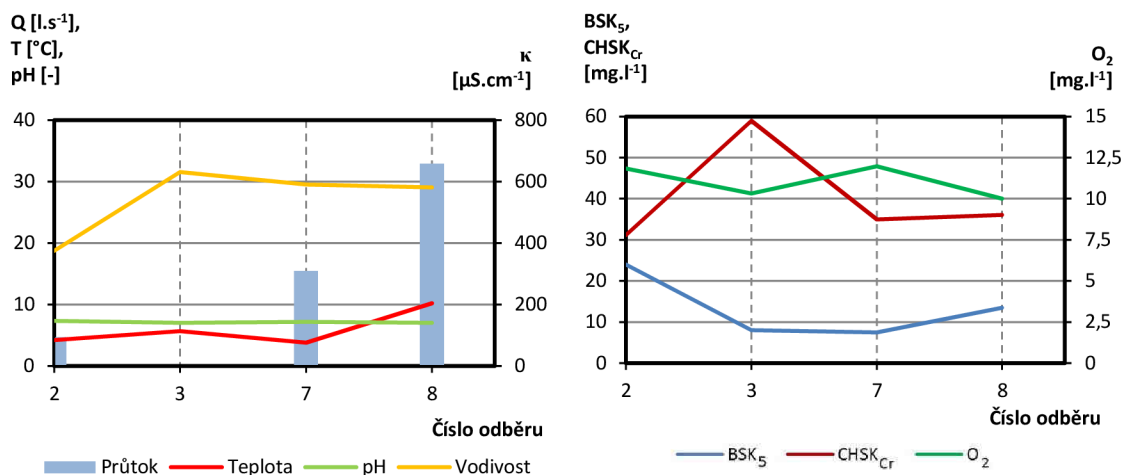 Q [l.s⁻¹],
T [°C],
pH [-]
κ
[µS.cm⁻¹]
40
30
20
10
0
800
600
400
200
0
2 3 7 8
Číslo odběru
Průtok Teplota pH Vodivost
BSK₅,
CHSK_Cr
[mg.l⁻¹]
O₂
[mg.l⁻¹]
60
50
40
30
20
10
0
15
12,5
10
7,5
5
2,5
0
2 3 7 8
Číslo odběru
BSK₅ CHSK_Cr O₂